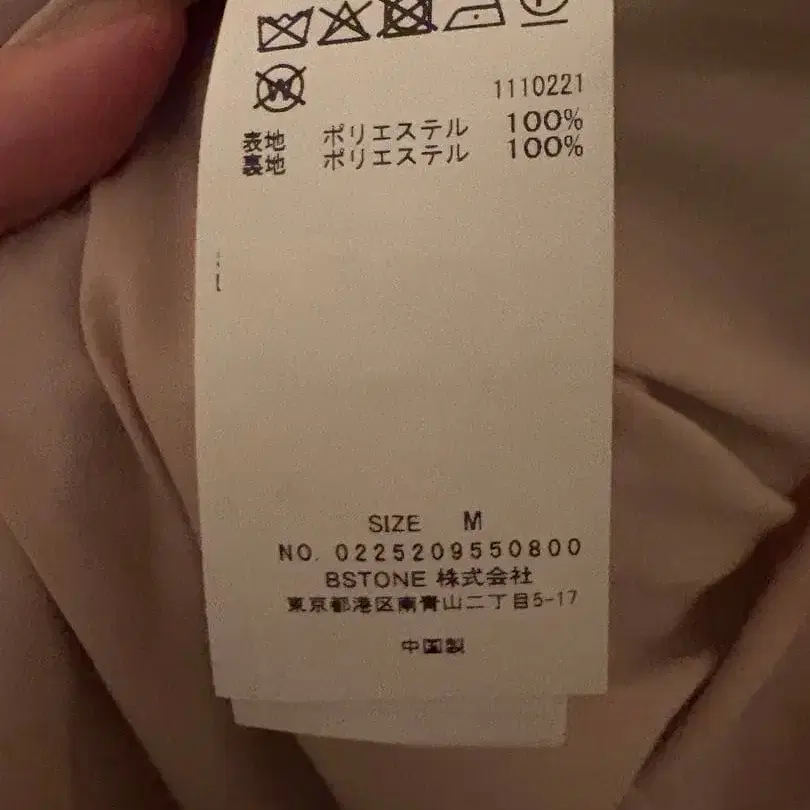 1110221
表地 ポリエステル 100%
裏地 ポリエステル 100%
SIZE M
NO. 0225209550800
BSTONE 株式会社
東京都港区南青山二丁目5-17
中国製